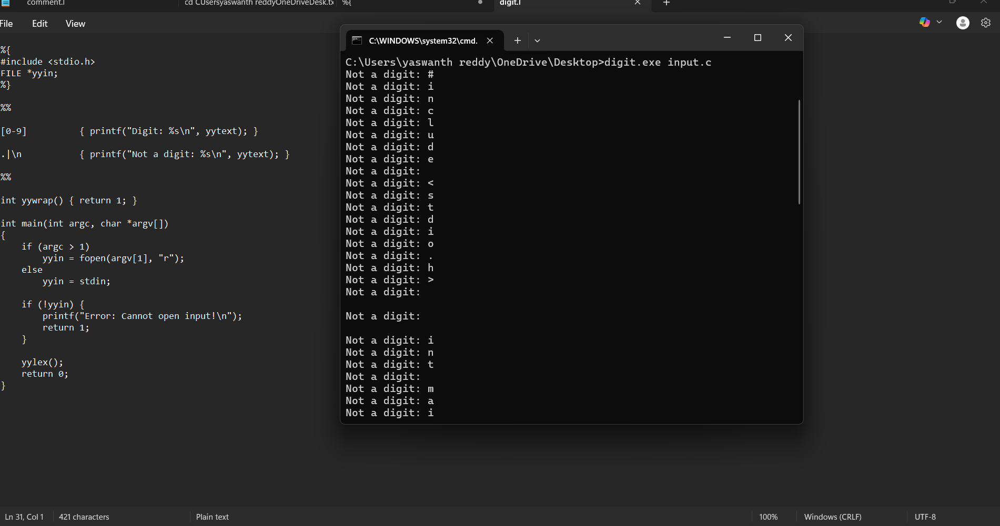 comment.l
cd CUsersyaswanth reddyOneDriveDesk.tx
%{
digit.l
File
Edit
View
%{
#include <stdio.h>
FILE *yyin;
%}
%%
[0-9]          { printf("Digit: %s\n", yytext); }
.|\n           { printf("Not a digit: %s\n", yytext); }
%%
int yywrap() { return 1; }
int main(int argc, char *argv[])
{
    if (argc > 1)
        yyin = fopen(argv[1], "r");
    else
        yyin = stdin;
    if (!yyin) {
        printf("Error: Cannot open input!\n");
        return 1;
    }
    yylex();
    return 0;
}
C:\WINDOWS\system32\cmd.
C:\Users\yaswanth reddy\OneDrive\Desktop>digit.exe input.c
Not a digit: #
Not a digit: i
Not a digit: n
Not a digit: c
Not a digit: l
Not a digit: u
Not a digit: d
Not a digit: e
Not a digit:
Not a digit: <
Not a digit: s
Not a digit: t
Not a digit: d
Not a digit: i
Not a digit: o
Not a digit: .
Not a digit: h
Not a digit: >
Not a digit:
Not a digit:
Not a digit: i
Not a digit: n
Not a digit: t
Not a digit:
Not a digit: m
Not a digit: a
Not a digit: i
Ln 31, Col 1
421 characters
Plain text
100%
Windows (CRLF)
UTF-8